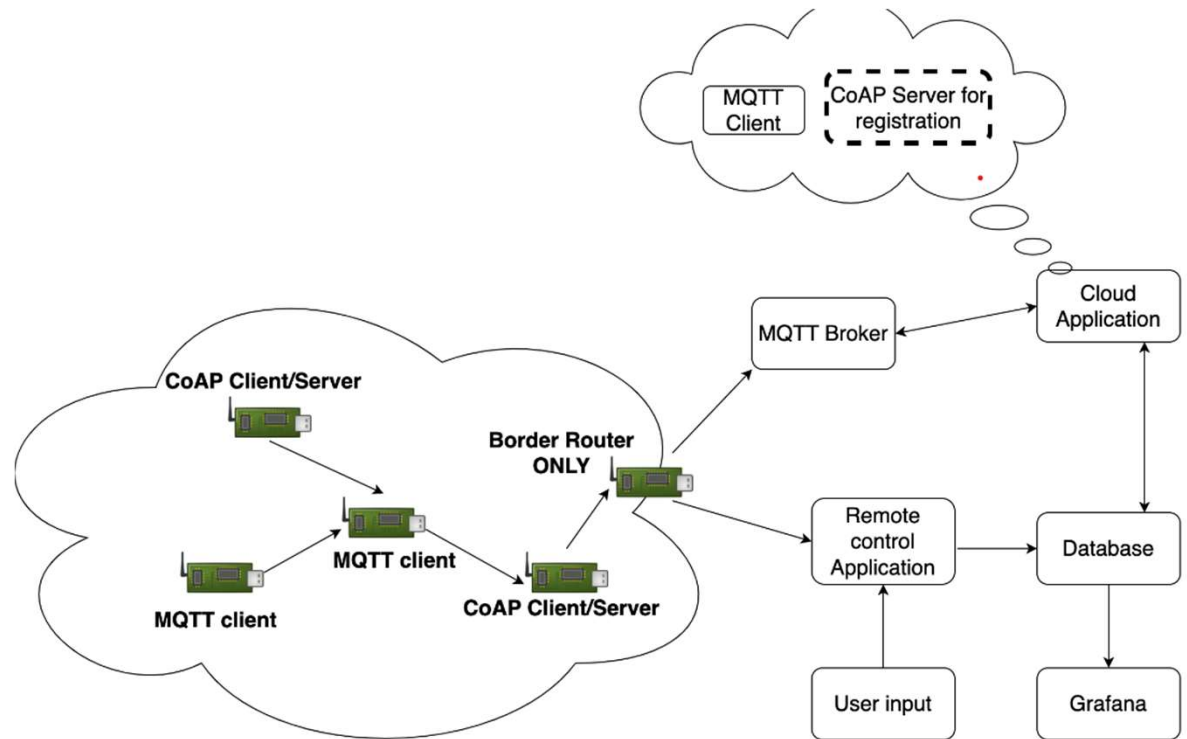 MQTT
Client
CoAP Server for
registration
Cloud
Application
MQTT Broker
CoAP Client/Server
Border Router
ONLY
MQTT client
MQTT client
CoAP Client/Server
Remote
control
Application
Database
User input
Grafana